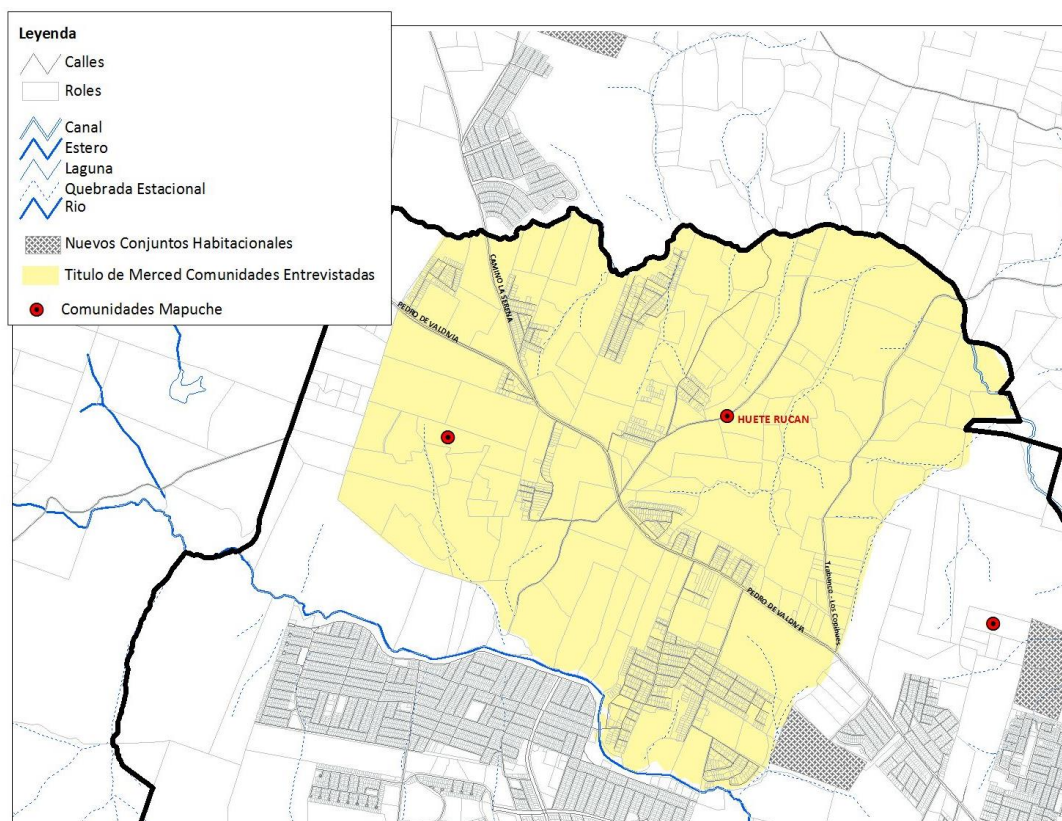 Leyenda
Calles
Roles
Canal
Estero
Laguna
Quebrada Estacional
Rio
Nuevos Conjuntos Habitacionales
Titulo de Merced Comunidades Entrevistadas
Comunidades Mapuche
CAMINO LA SERENA
PEDRO DE VALDIVIA
HUETE RUCAN
PEDRO DE VALDIVIA
Trabunco - Los Copihues